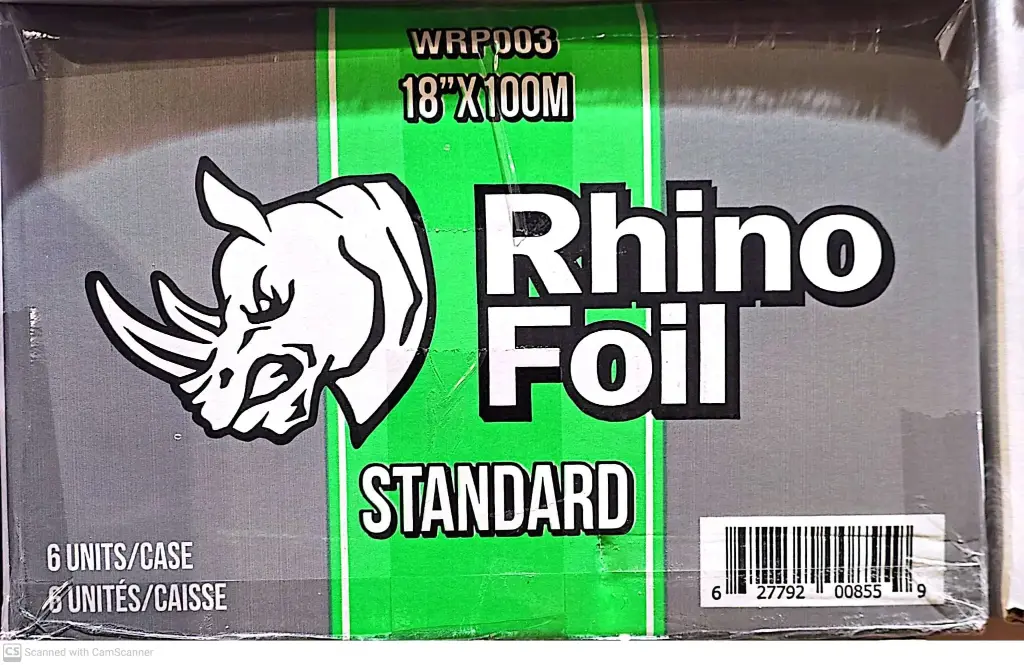 WRP003
18"X100M
Rhino
Foil
STANDARD
6 UNITS/CASE
6 UNITÉS/CAISSE
6 27792 00855 9
CS Scanned with CamScanner